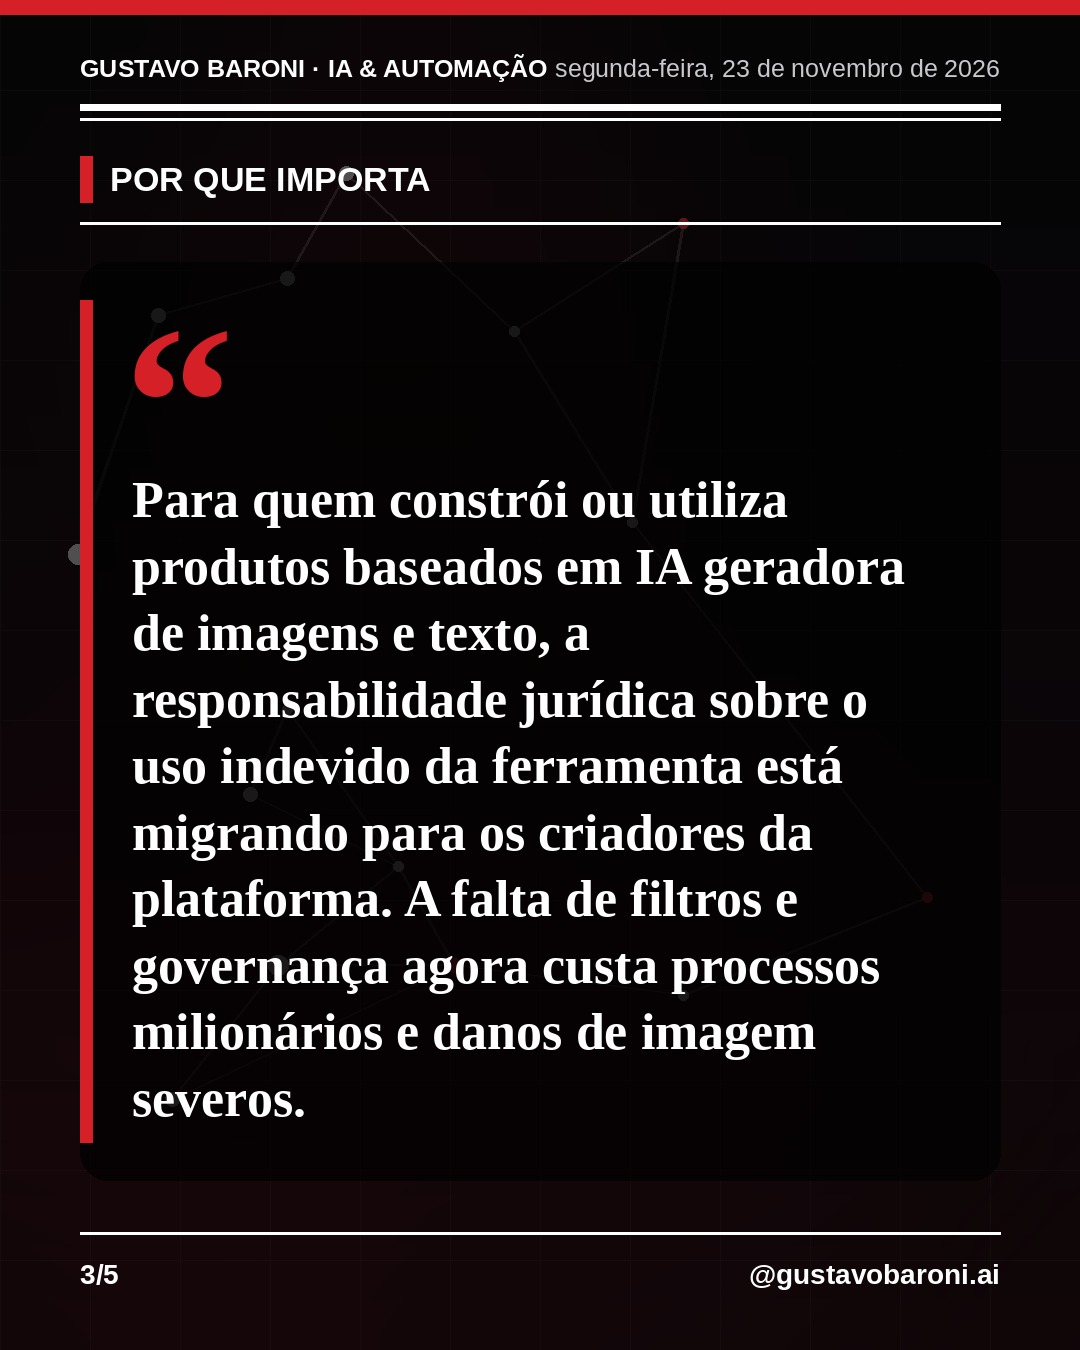 GUSTAVO BARONI · IA & AUTOMAÇÃO segunda-feira, 23 de novembro de 2026
POR QUE IMPORTA
“
Para quem constrói ou utiliza
produtos baseados em IA geradora
de imagens e texto, a
responsabilidade jurídica sobre o
uso indevido da ferramenta está
migrando para os criadores da
plataforma. A falta de filtros e
governança agora custa processos
milionários e danos de imagem
severos.
3/5
@gustavobaroni.ai